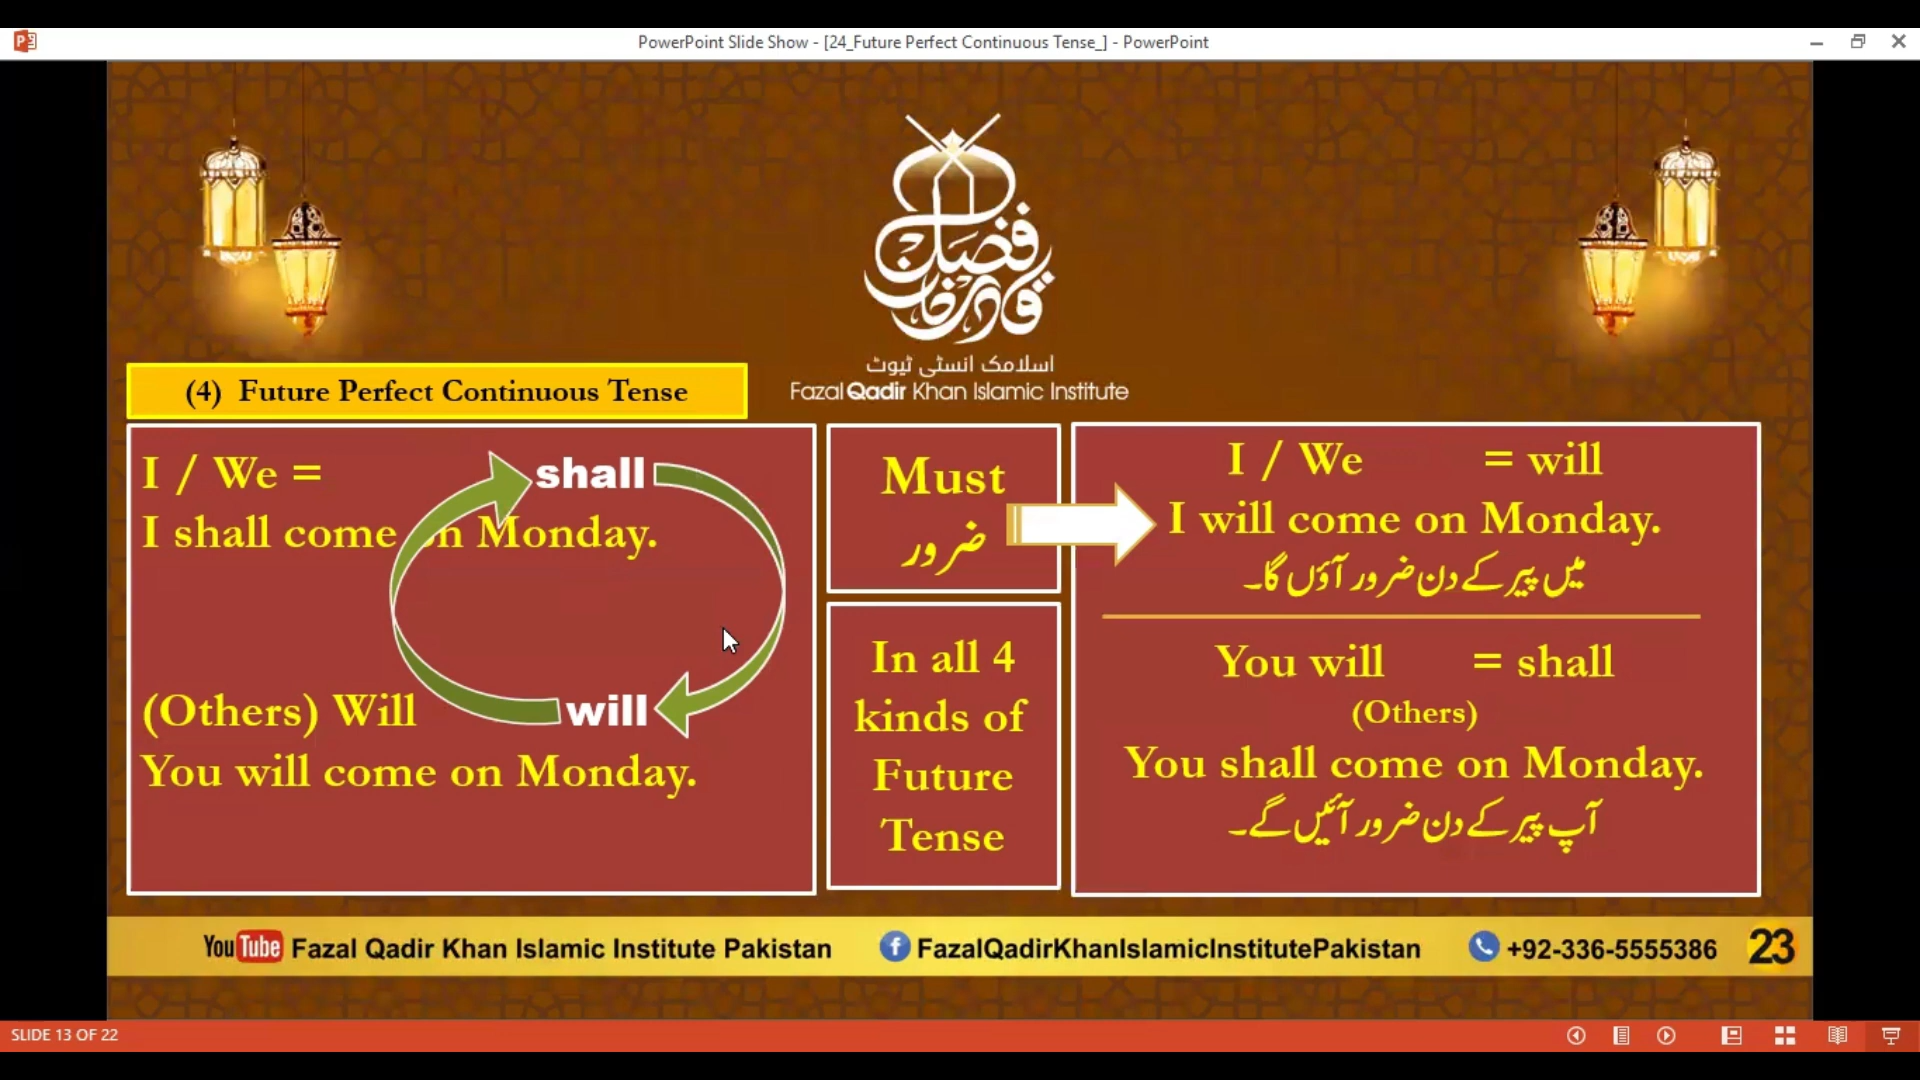 PowerPoint Slide Show - [24_Future Perfect Continuous Tense_] - PowerPoint
فضل
قادر خان
اسلامک انسٹی ٹیوٹ
Fazal Qadir Khan Islamic Institute
(4) Future Perfect Continuous Tense
I / We = shall
I shall come on Monday.
(Others) Will will
You will come on Monday.
Must
ضرور
In all 4
kinds of
Future
Tense
I / We = will
I will come on Monday.
میں پیر کے دن ضرور آؤں گا۔
You will = shall
(Others)
You shall come on Monday.
آپ پیر کے دن ضرور آئیں گے۔
YouTube Fazal Qadir Khan Islamic Institute Pakistan
f FazalQadirKhanIslamicInstitutePakistan
+92-336-5555386
23
SLIDE 13 OF 22